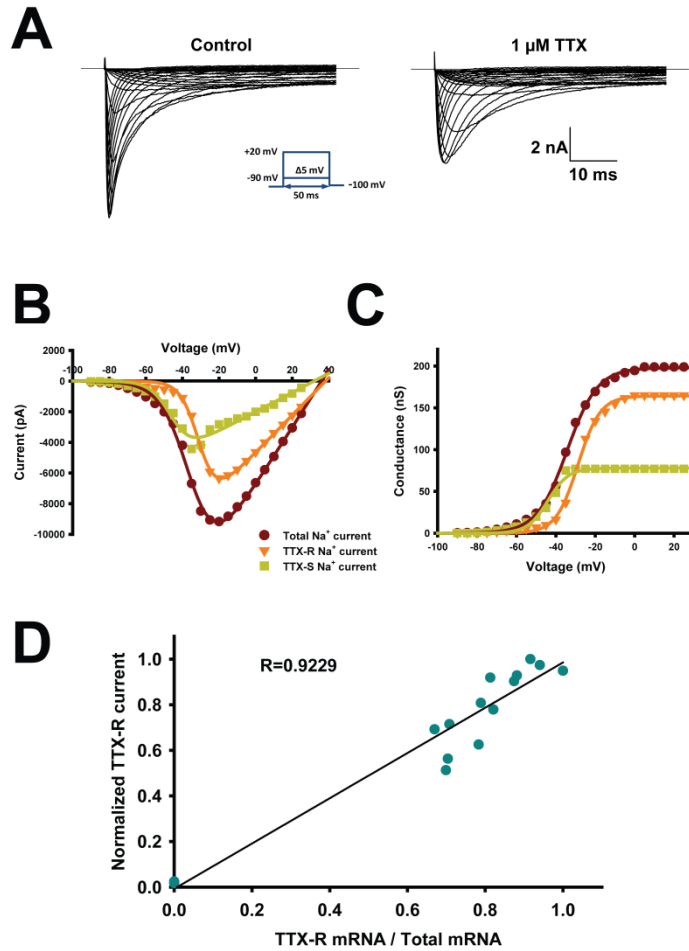 A
Control
1 µM TTX
+20 mV
Δ5 mV
-90 mV
-100 mV
50 ms
2 nA
10 ms
B
Voltage (mV)
-100 -80 -60 -40 -20 0 20 40
2000
0
-2000
-4000
-6000
-8000
-10000
Current (pA)
Total Na⁺ current
TTX-R Na⁺ current
TTX-S Na⁺ current
C
200
150
100
50
0
Conductance (nS)
-100 -80 -60 -40 -20 0 20
Voltage (mV)
D
R=0.9229
1.0
0.8
0.6
0.4
0.2
0.0
Normalized TTX-R current
0.0 0.2 0.4 0.6 0.8 1.0
TTX-R mRNA / Total mRNA